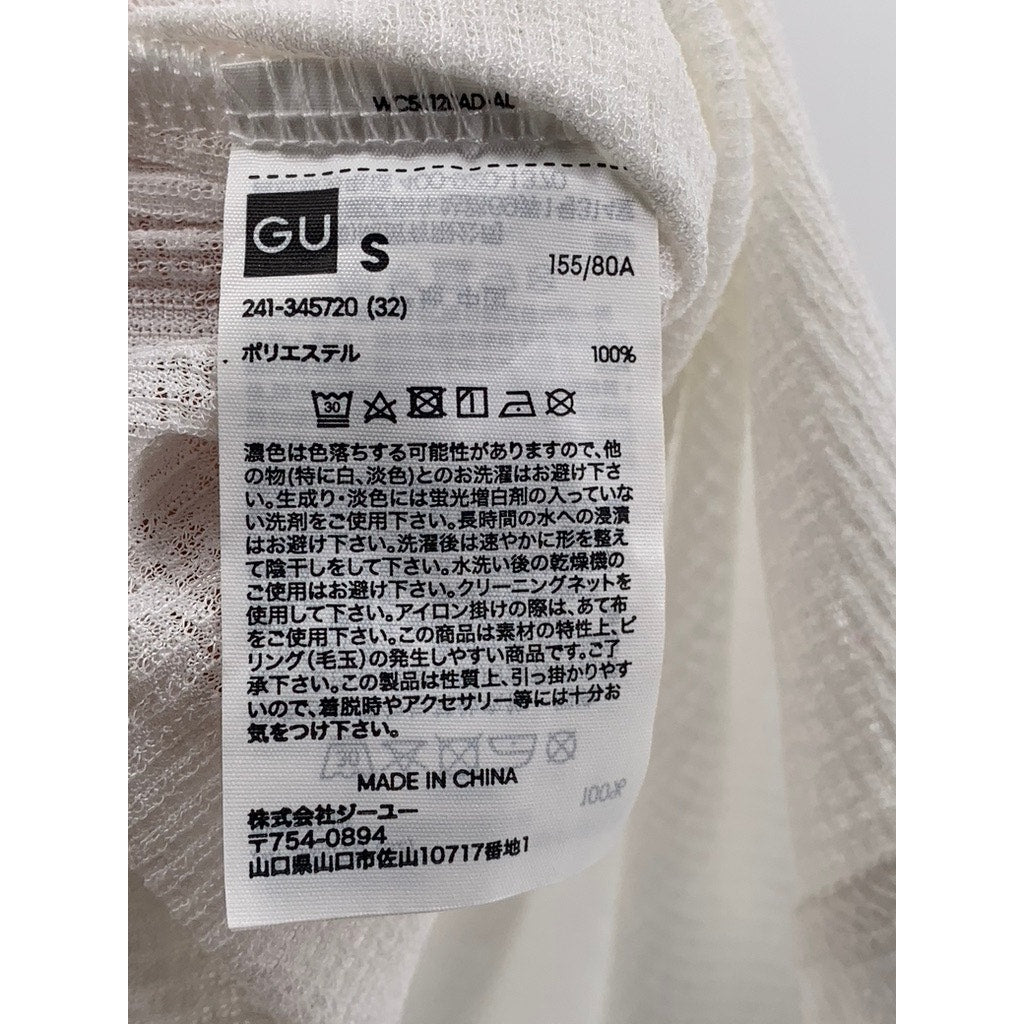 GU S 155/80A
241-345720 (32)
ポリエステル 100%
30
濃色は色落ちする可能性がありますので、他
の物(特に白、淡色)とのお洗濯はお避け下さ
い。生成り・淡色には蛍光増白剤の入っていな
い洗剤をご使用下さい。長時間の水への浸漬
はお避け下さい。洗濯後は速やかに形を整え
て陰干しをして下さい。水洗い後の乾燥機の
ご使用はお避け下さい。クリーニングネットを
使用して下さい。アイロン掛けの際は、あて布
をご使用下さい。この商品は素材の特性上、ピ
リング(毛玉)の発生しやすい商品です。ご了
承下さい。この製品は性質上、引っ掛かりやす
いので、着脱時やアクセサリー等には十分お
気をつけ下さい。
MADE IN CHINA
株式会社ジーユー
〒754-0894
山口県山口市佐山10717番地1